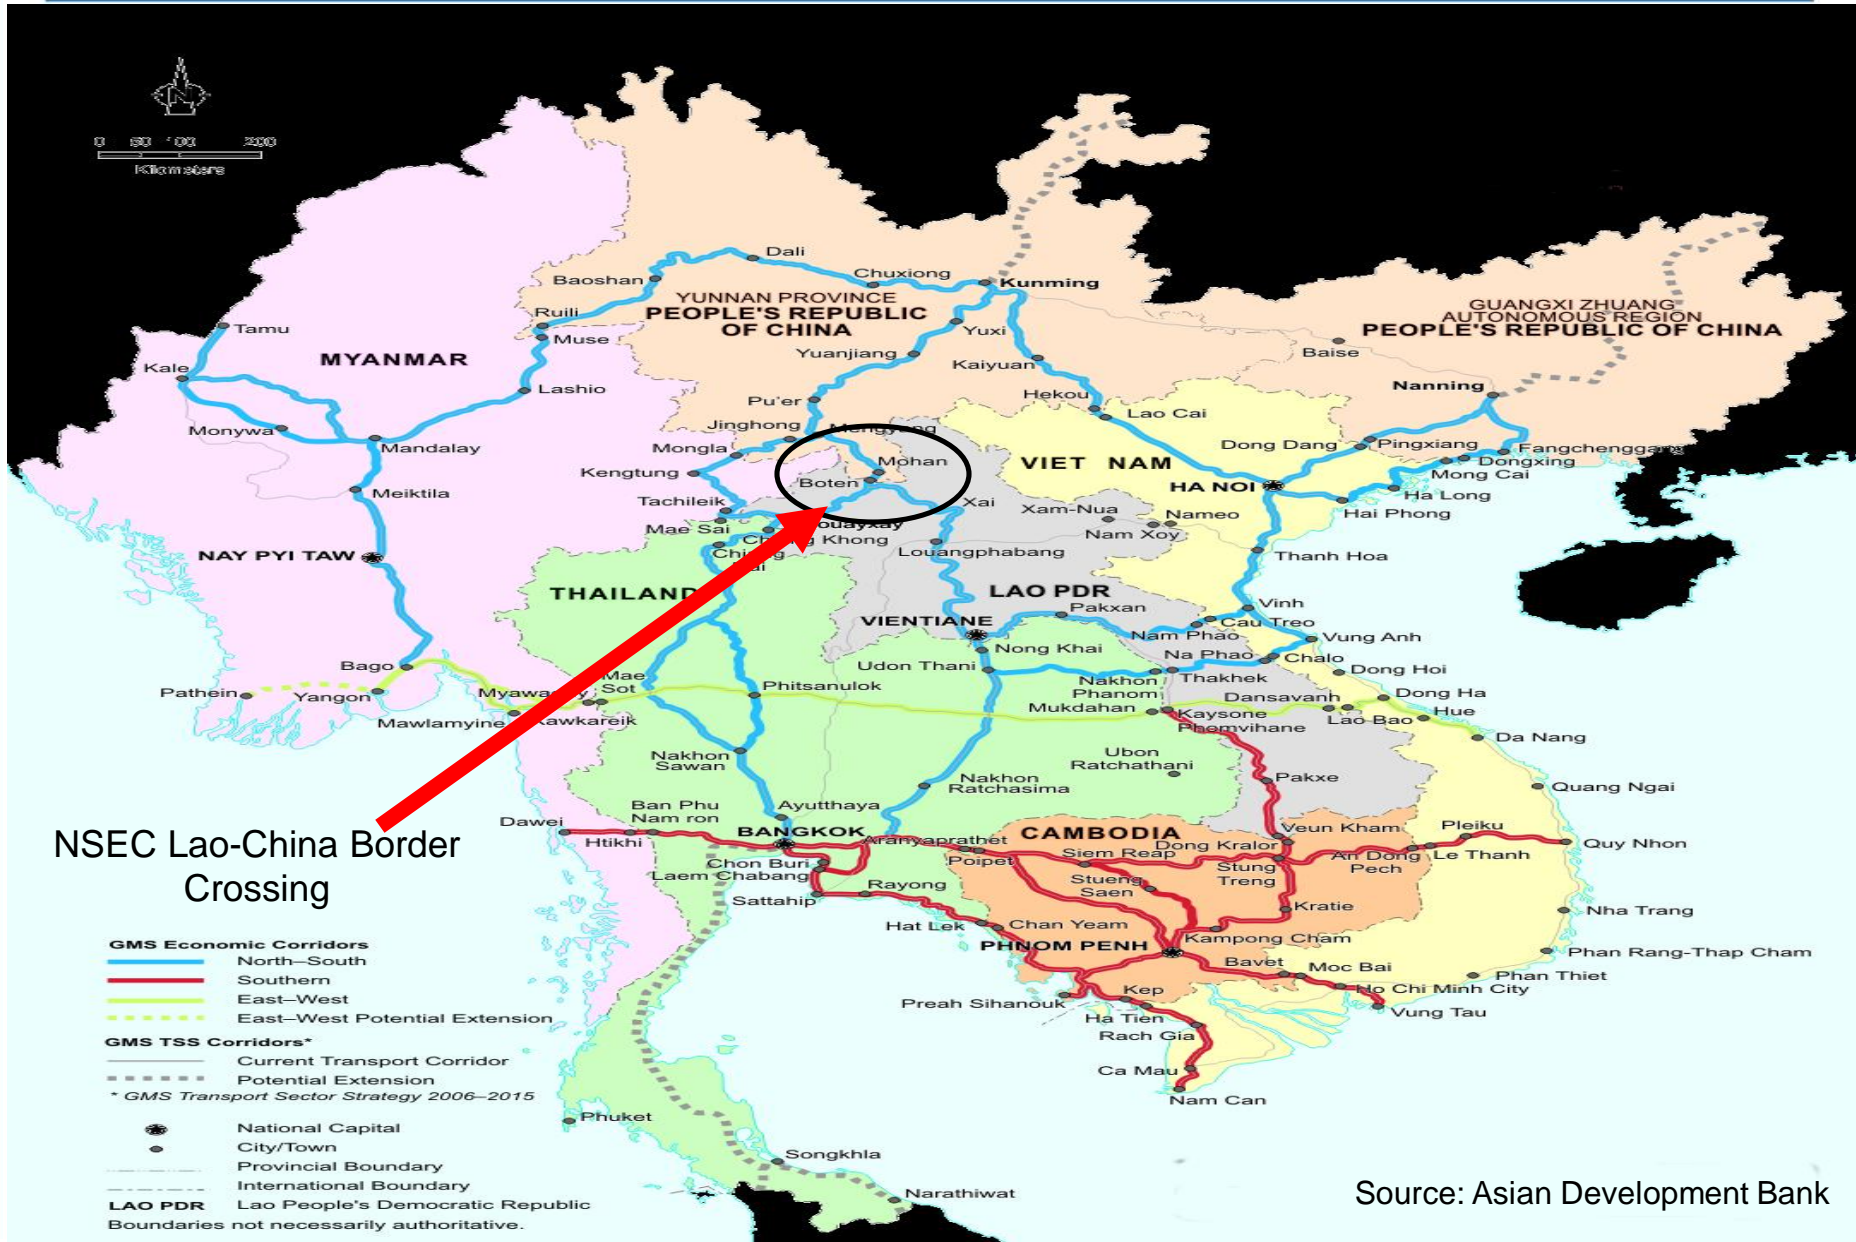 N
0 50 100 200
Kilometers
Dali
Baoshan
Chuxiong
Kunming
YUNNAN PROVINCE
PEOPLE'S REPUBLIC
OF CHINA
GUANGXI ZHUANG
AUTONOMOUS REGION
PEOPLE'S REPUBLIC OF CHINA
Ruili
Muse
Tamu
Yuxi
MYANMAR
Yuanjiang
Baise
Kale
Kaiyuan
Lashio
Nanning
Pu'er
Hekou
Lao Cai
Monywa
Jinghong
Mandalay
Mongla
Dong Dang
Pingxiang
Fangchenggang
Mohan
VIET NAM
Dongxing
Kengtung
Mong Cai
Boten
HA NOI
Meiktila
Ha Long
Tachileik
Xai
Xam-Nua
Nameo
Hai Phong
Mae Sai
Nam Xoy
NAY PYI TAW
Louangphabang
Thanh Hoa
THAILAND
LAO PDR
Pakxan
Vinh
VIENTIANE
Cau Treo
Nam Phao
Vung Anh
Nong Khai
Na Phao
Chalo
Bago
Udon Thani
Dong Hoi
Thakhek
Nakhon
Phanom
Pathein
Yangon
Mae
Sot
Phitsanulok
Dansavanh
Dong Ha
Mukdahan
Kaysone
Phomvihane
Lao Bao
Hue
Mawlamyine
Da Nang
Nakhon
Sawan
Ubon
Ratchathani
Pakxe
Nakhon
Ratchasima
Quang Ngai
Ban Phu
Nam ron
Ayutthaya
Dawei
Htikhi
BANGKOK
Aranyaprathet
CAMBODIA
Veun Kham
Pleiku
NSEC Lao-China Border
Crossing
Dong Kralor
Quy Nhon
Poipet
Siem Reap
An Dong
Pech
Le Thanh
Chon Buri
Laem Chabang
Stung
Treng
Stueng
Saen
Rayong
Sattahip
Kratie
Nha Trang
Hat Lek
Chan Yeam
Kampong Cham
PHNOM PENH
Phan Rang-Thap Cham
Bavet
Moc Bai
Phan Thiet
Ho Chi Minh City
Kep
Preah Sihanouk
Vung Tau
Ha Tien
Rach Gia
Ca Mau
Nam Can
GMS Economic Corridors
North–South
Southern
East–West
East–West Potential Extension
GMS TSS Corridors*
Current Transport Corridor
Potential Extension
* GMS Transport Sector Strategy 2006–2015
National Capital
City/Town
Provincial Boundary
International Boundary
LAO PDR Lao People's Democratic Republic
Boundaries not necessarily authoritative.
Phuket
Songkhla
Narathiwat
Source: Asian Development Bank